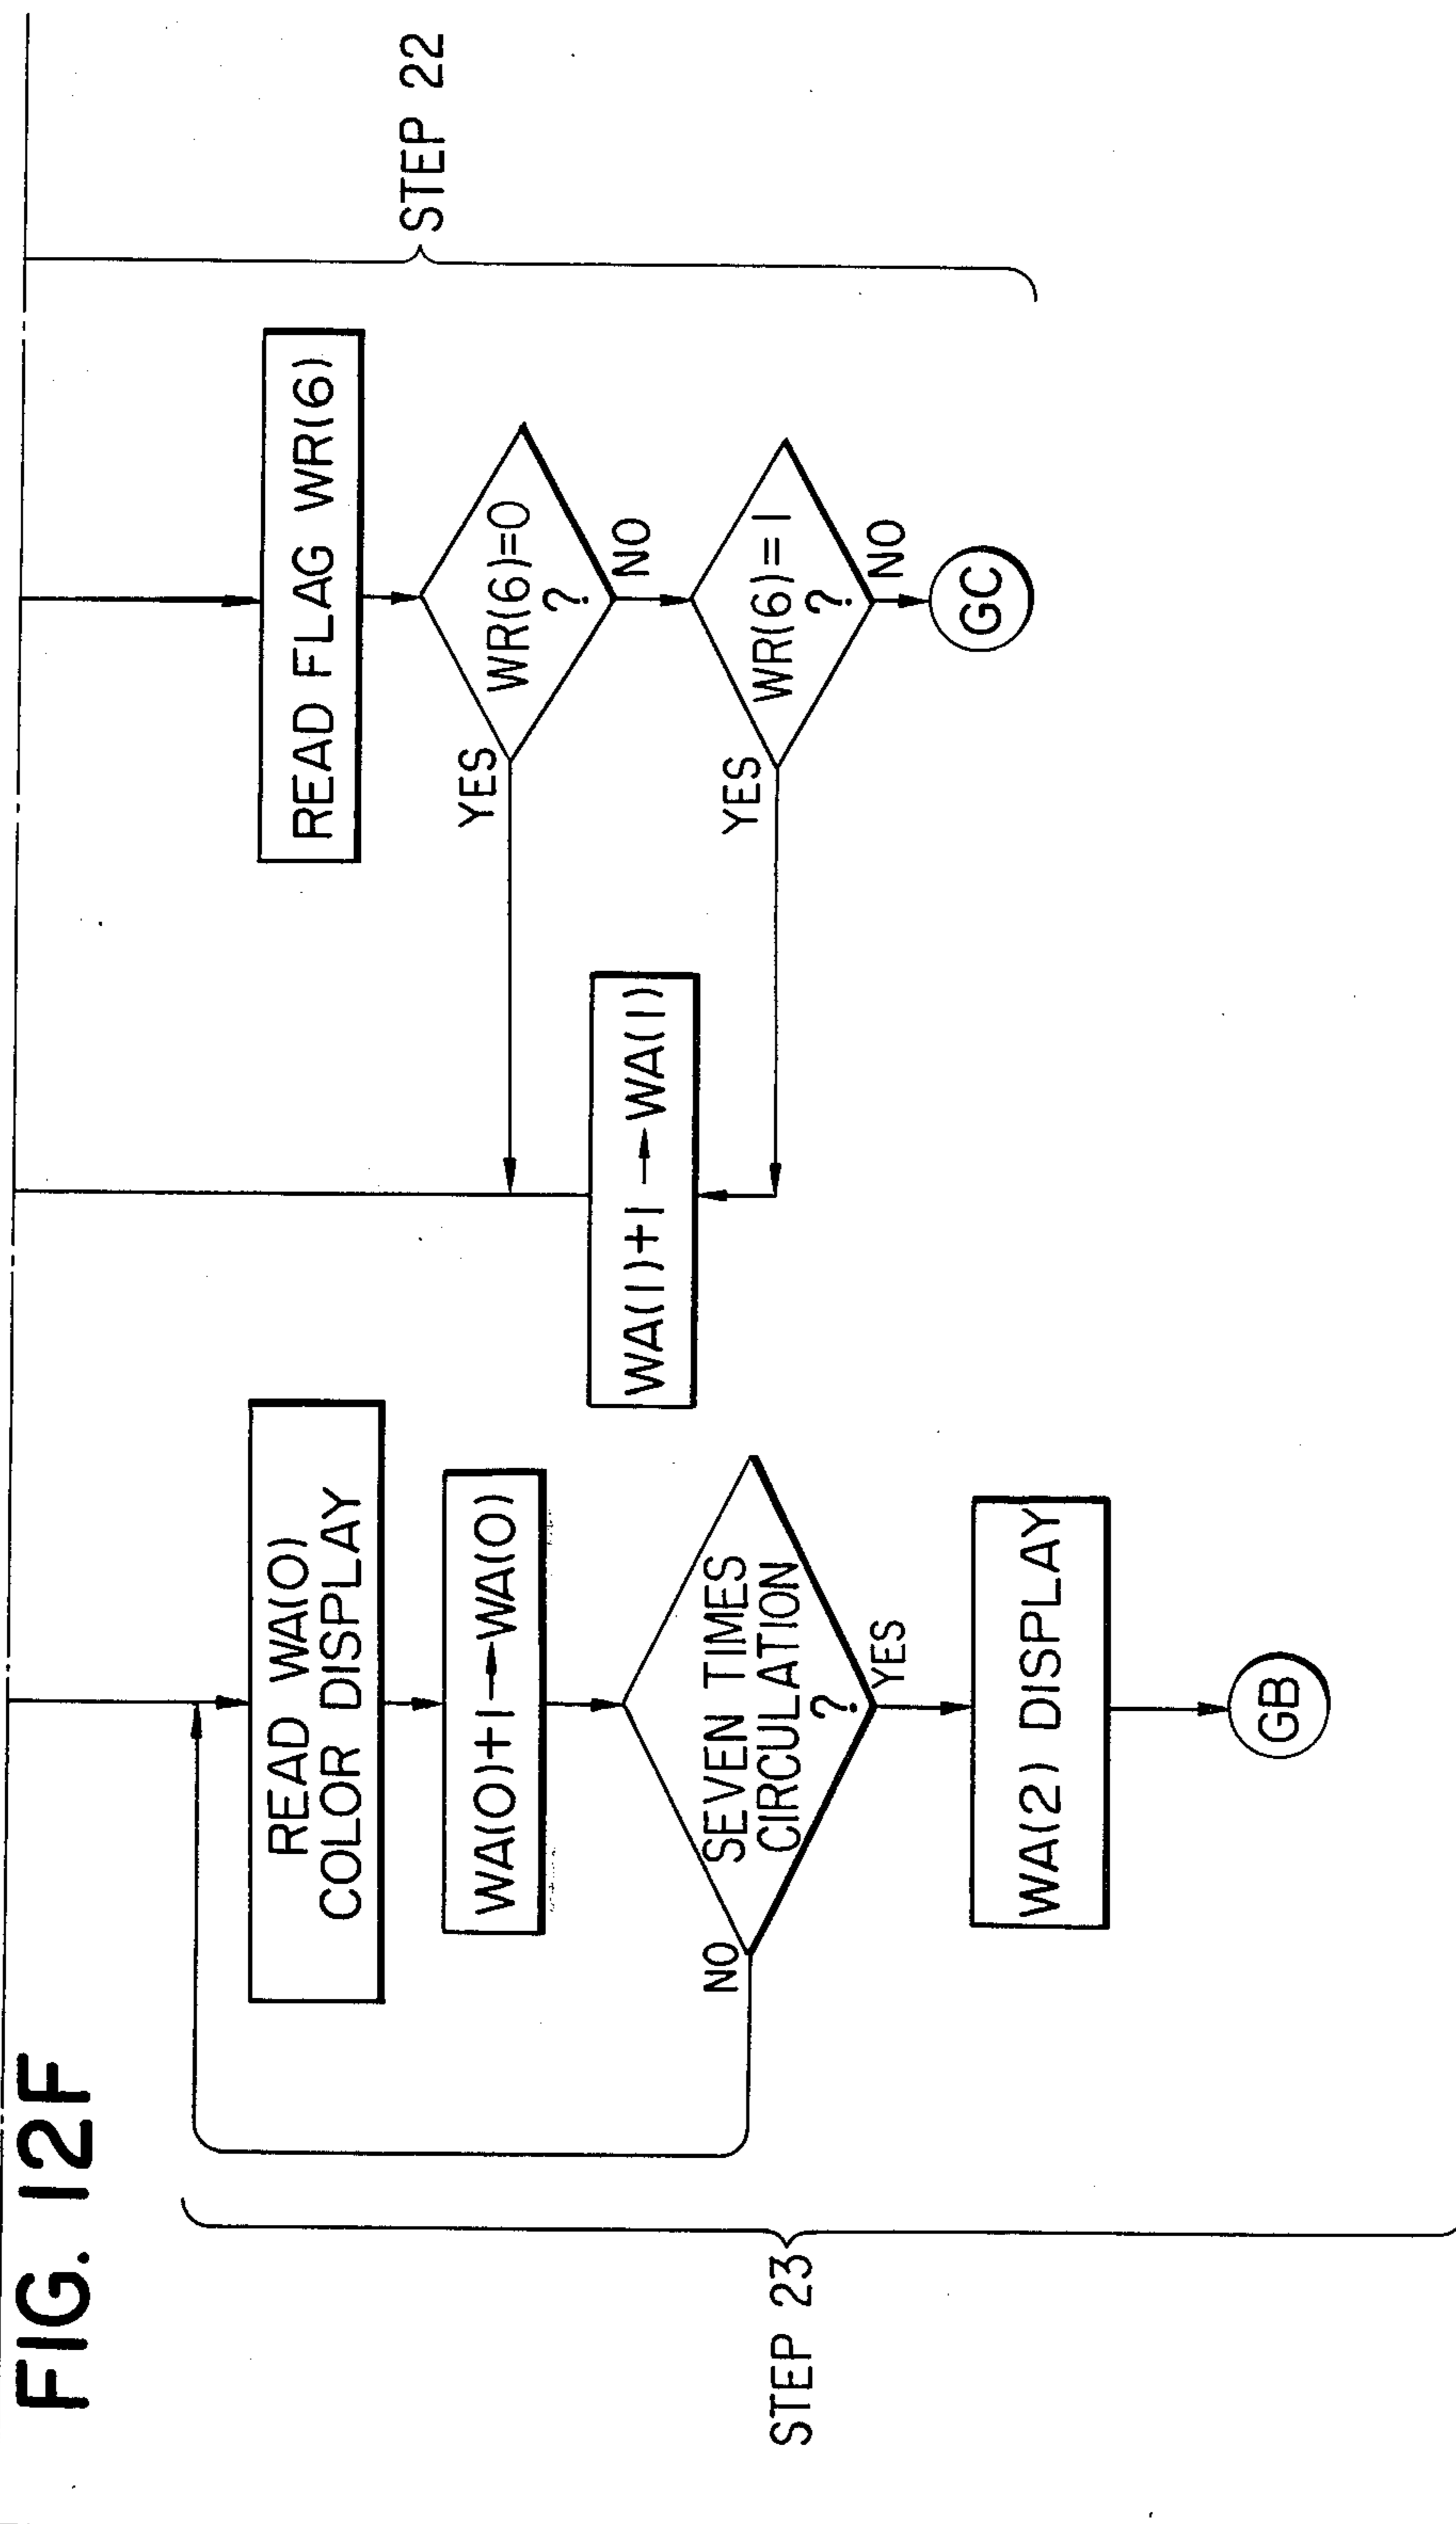 FIG. 12F
STEP 23
READ WA(0)
COLOR DISPLAY
WA(0)+1→WA(0)
SEVEN TIMES
CIRCULATION
?
NO
YES
WA(2) DISPLAY
GB
WA(1)+1→WA(1)
READ FLAG WR(6)
WR(6)=0
?
YES
NO
WR(6)=1
?
YES
NO
GC
STEP 22